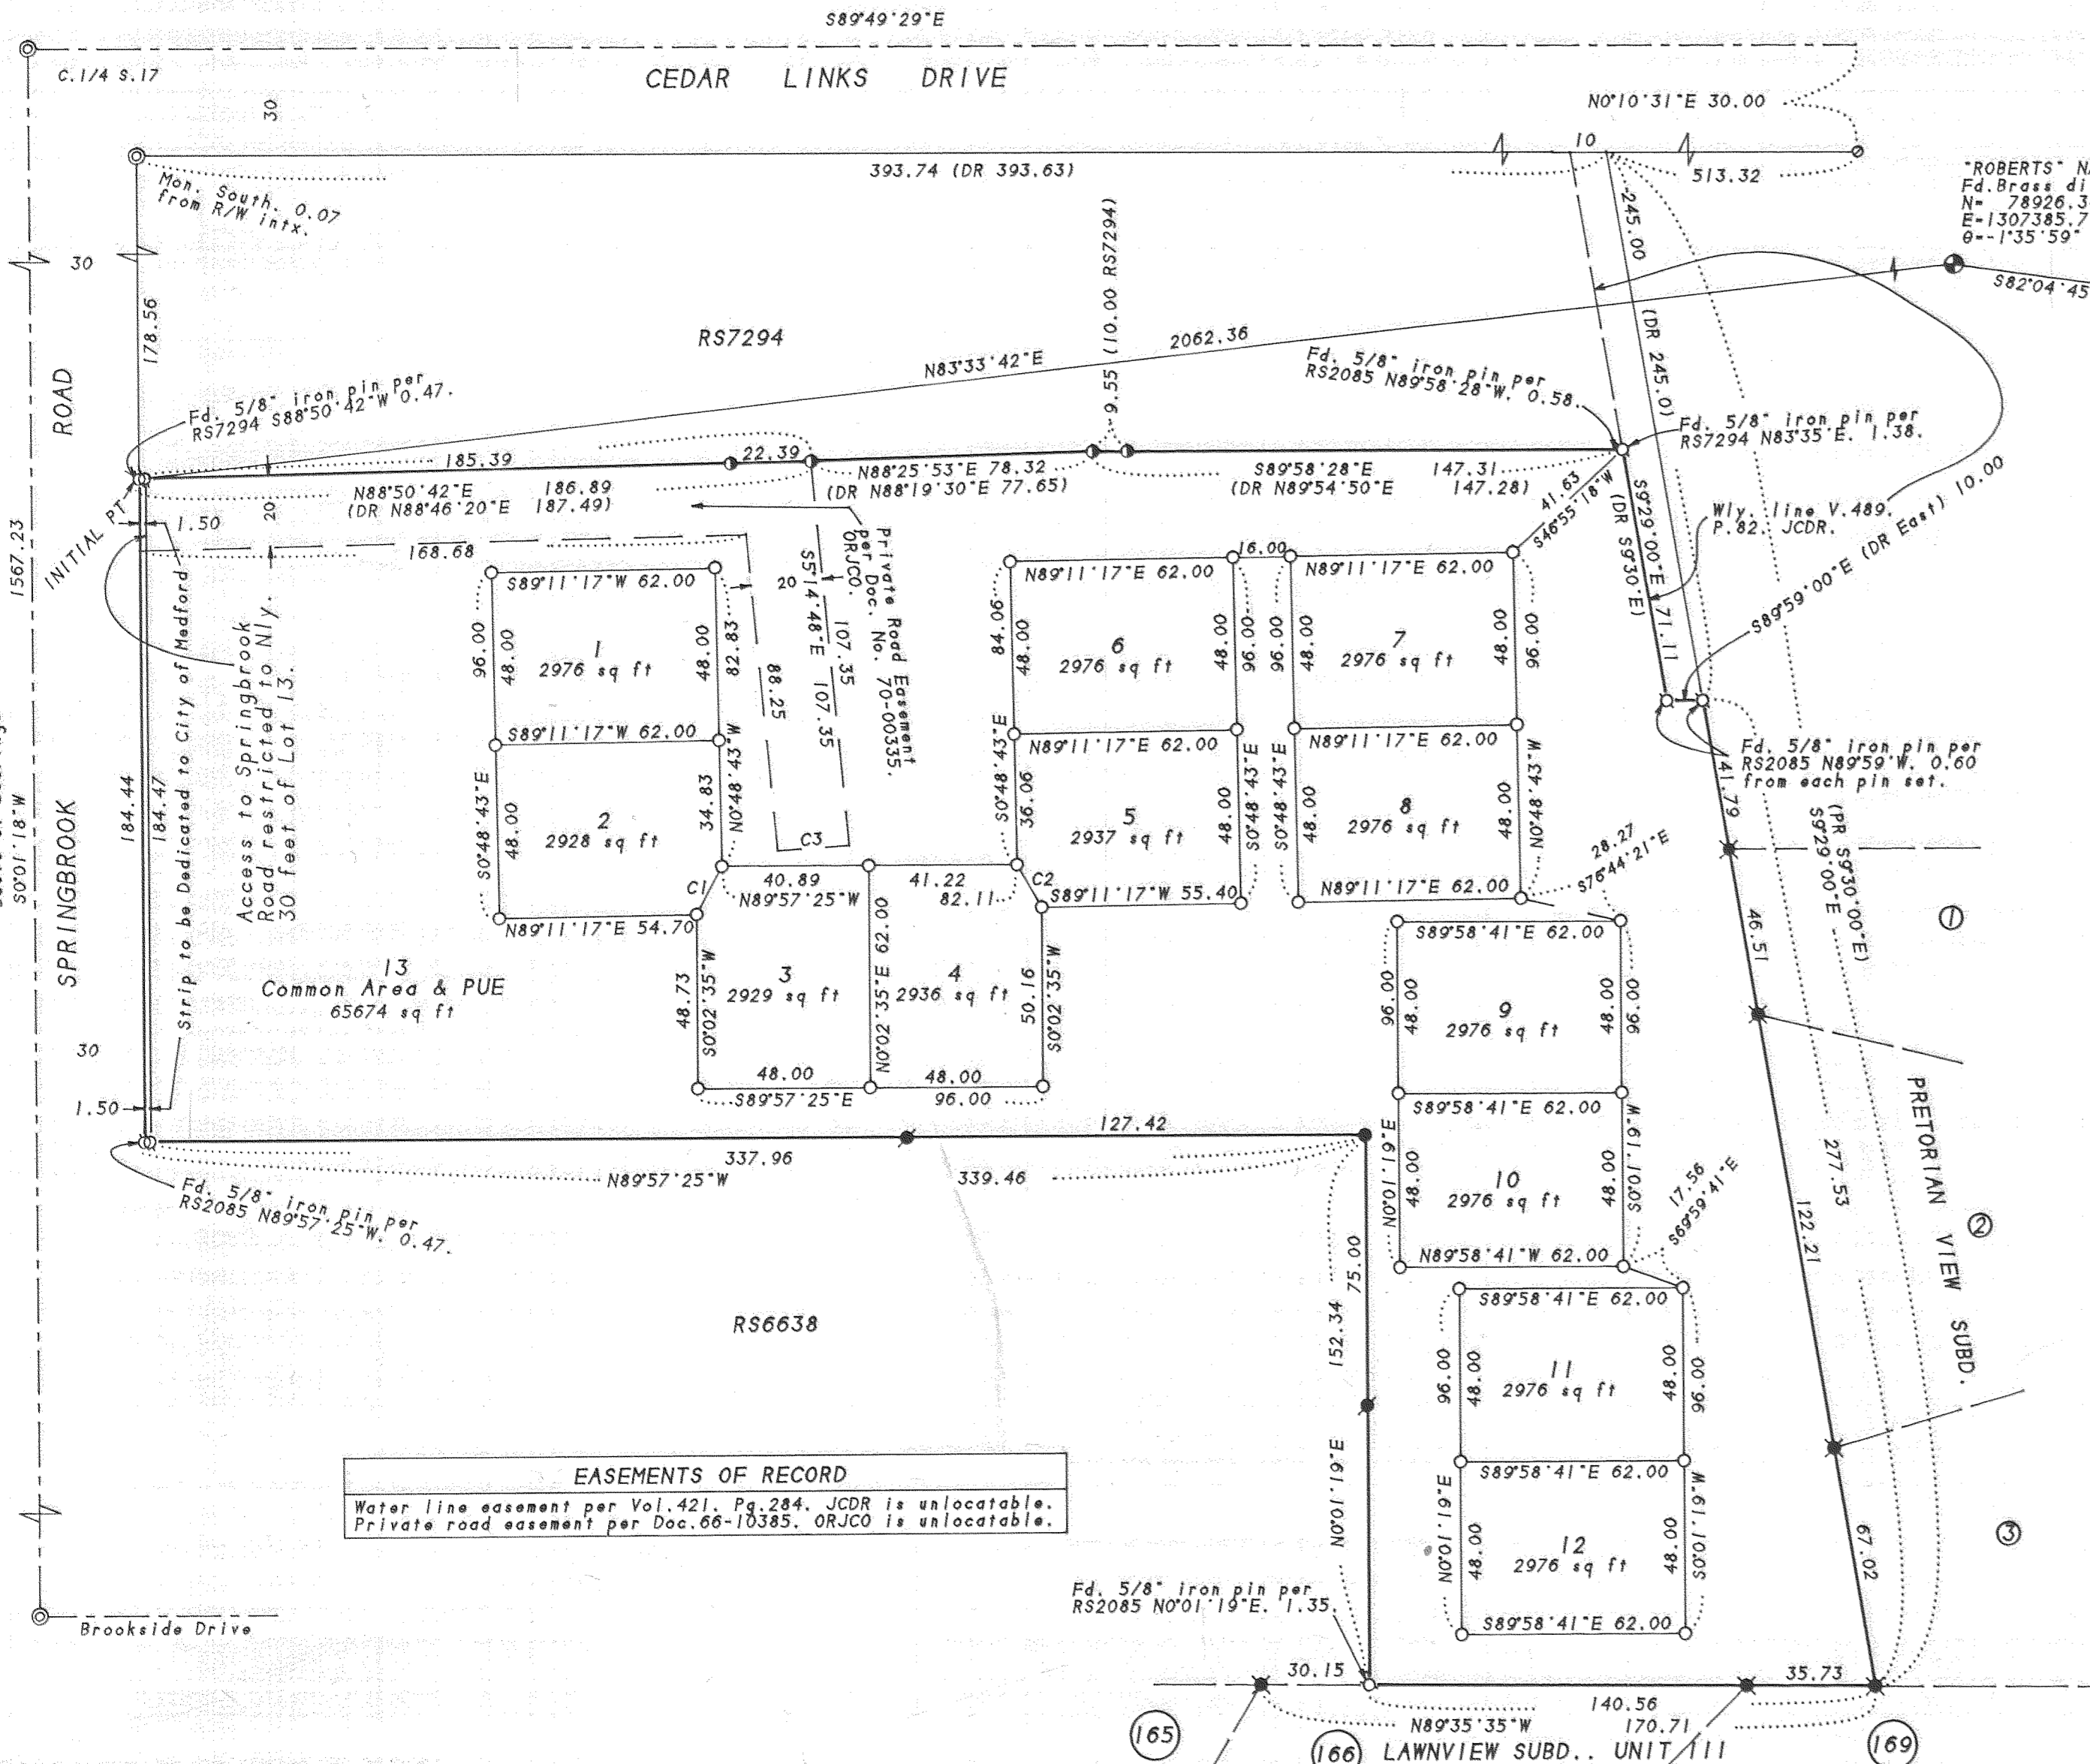 S89°49'29"E
C.1/4 S.17
CEDAR LINKS DRIVE
30
N0°10'31"E 30.00
10
393.74 (DR 393.63)
513.32
Mon. South. 0.07
from R/W intx.
"ROBERTS"
Fd. Brass
N= 78926.3
E=1307385.7
θ=-1°35'59"
S82°04'45
30
178.56
ROAD
RS7294
N83°33'42"E
2062.36
9.55 (10.00 RS7294)
245.00
(DR 245.0)
Fd. 5/8" iron pin per
RS7294 S88°50'42"W 0.47.
Fd. 5/8" iron pin per
RS2085 N89°58'28"W. 0.58.
Fd. 5/8" iron pin per
RS7294 N83°35'E. 1.38.
185.39
22.39
N88°50'42"E 186.89
(DR N88°46'20"E 187.49)
N88°25'53"E 78.32
(DR N88°19'30"E 77.65)
S89°58'28"E 147.31
(DR N89°54'50"E 147.28)
41.63
S46°55'18"W
S9°29'00"E 71.11
(DR S9°30'E)
Wly. line V.489.
P.82. JCDR.
S89°59'00"E (DR East) 10.00
INITIAL PT
1.50
20
168.68
1567.23
S0°01'18"W
Private Road Easement
per Doc. No. 70-00335.
ORJCO.
20
S5°14'48"E 107.35
107.35
88.25
C3
Access to Springbrook
Road restricted to Nly.
30 feet of Lot 13.
Strip to be Dedicated to City of Medford
184.44
184.47
SPRINGBROOK
S89°11'17"W 62.00
96.00
48.00
1
2976 sq ft
48.00
82.83
S89°11'17"W 62.00
S0°48'43"E
48.00
2
2928 sq ft
34.83
N0°48'43"W
N89°11'17"E 54.70
C1
N89°11'17"E 62.00
84.06
48.00
6
2976 sq ft
48.00
96.00
N89°11'17"E 62.00
S0°48'43"E
36.06
5
2937 sq ft
48.00
S0°48'43"E
S89°11'17"W 55.40
C2
16.00
N89°11'17"E 62.00
96.00
48.00
7
2976 sq ft
48.00
96.00
N89°11'17"E 62.00
S0°48'43"E
48.00
8
2976 sq ft
48.00
N0°48'43"W
N89°11'17"E 62.00
28.27
S76°44'21"E
Fd. 5/8" iron pin per
RS2085 N89°59'W. 0.60
from each pin set.
41.79
(PR S9°30'00"E)
S9°29'00"E
46.51
1
40.89
N89°57'25"W
41.22
82.11
48.73
S0°02'35"W
3
2929 sq ft
N0°02'35"E 62.00
4
2936 sq ft
50.16
S0°02'35"W
48.00
48.00
S89°57'25"E
96.00
13
Common Area & PUE
65674 sq ft
30
1.50
S89°58'41"E 62.00
96.00
48.00
9
2976 sq ft
48.00
96.00
S89°58'41"E 62.00
N0°01'19"E
48.00
10
2976 sq ft
48.00
S0°01'19"W
N89°58'41"W 62.00
17.56
S69°59'41"E
PRETORIAN VIEW SUBD.
277.53
122.21
2
127.42
337.96
N89°57'25"W
339.46
Fd. 5/8" iron pin per
RS2085 N89°57'25"W. 0.47.
75.00
152.34
N0°01'19"E
RS6638
S89°58'41"E 62.00
96.00
48.00
11
2976 sq ft
48.00
96.00
S89°58'41"E 62.00
N0°01'19"E
48.00
12
2976 sq ft
48.00
S0°01'19"W
S89°58'41"E 62.00
67.02
3
EASEMENTS OF RECORD
Water line easement per Vol.421. Pg.284. JCDR is unlocatable.
Private road easement per Doc.66-10385. ORJCO is unlocatable.
Brookside Drive
Fd. 5/8" iron pin per
RS2085 N0°01'19"E. 1.35.
30.15
35.73
140.56
N89°35'35"W
170.71
165
166
LAWNVIEW SUBD.. UNIT III
169